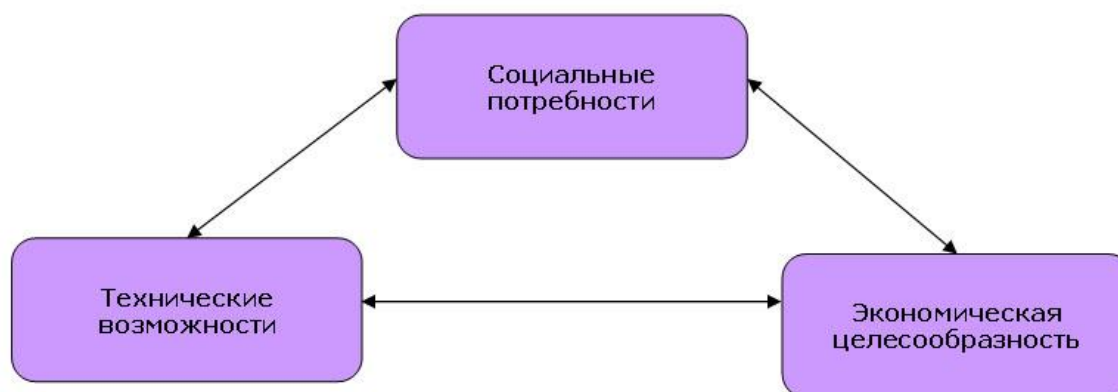 Социальные
потребности
Технические
возможности
Экономическая
целесообразность